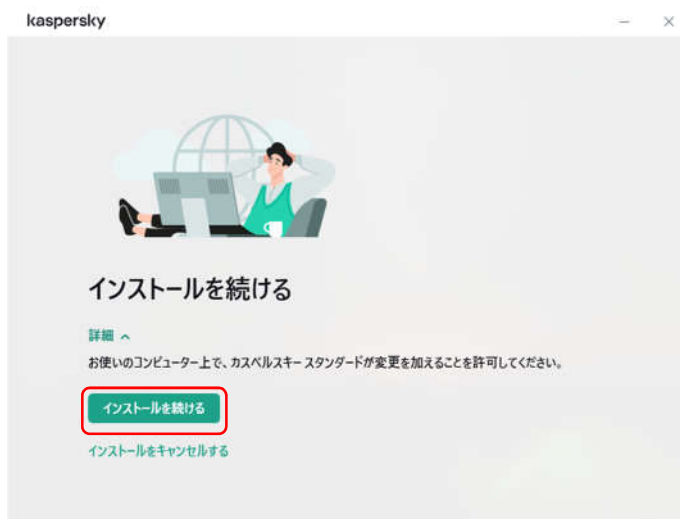 kaspersky
インストールを続ける
詳細
お使いのコンピューター上で、カスペルスキー スタンダードが変更を加えることを許可してください。
インストールを続ける
インストールをキャンセルする